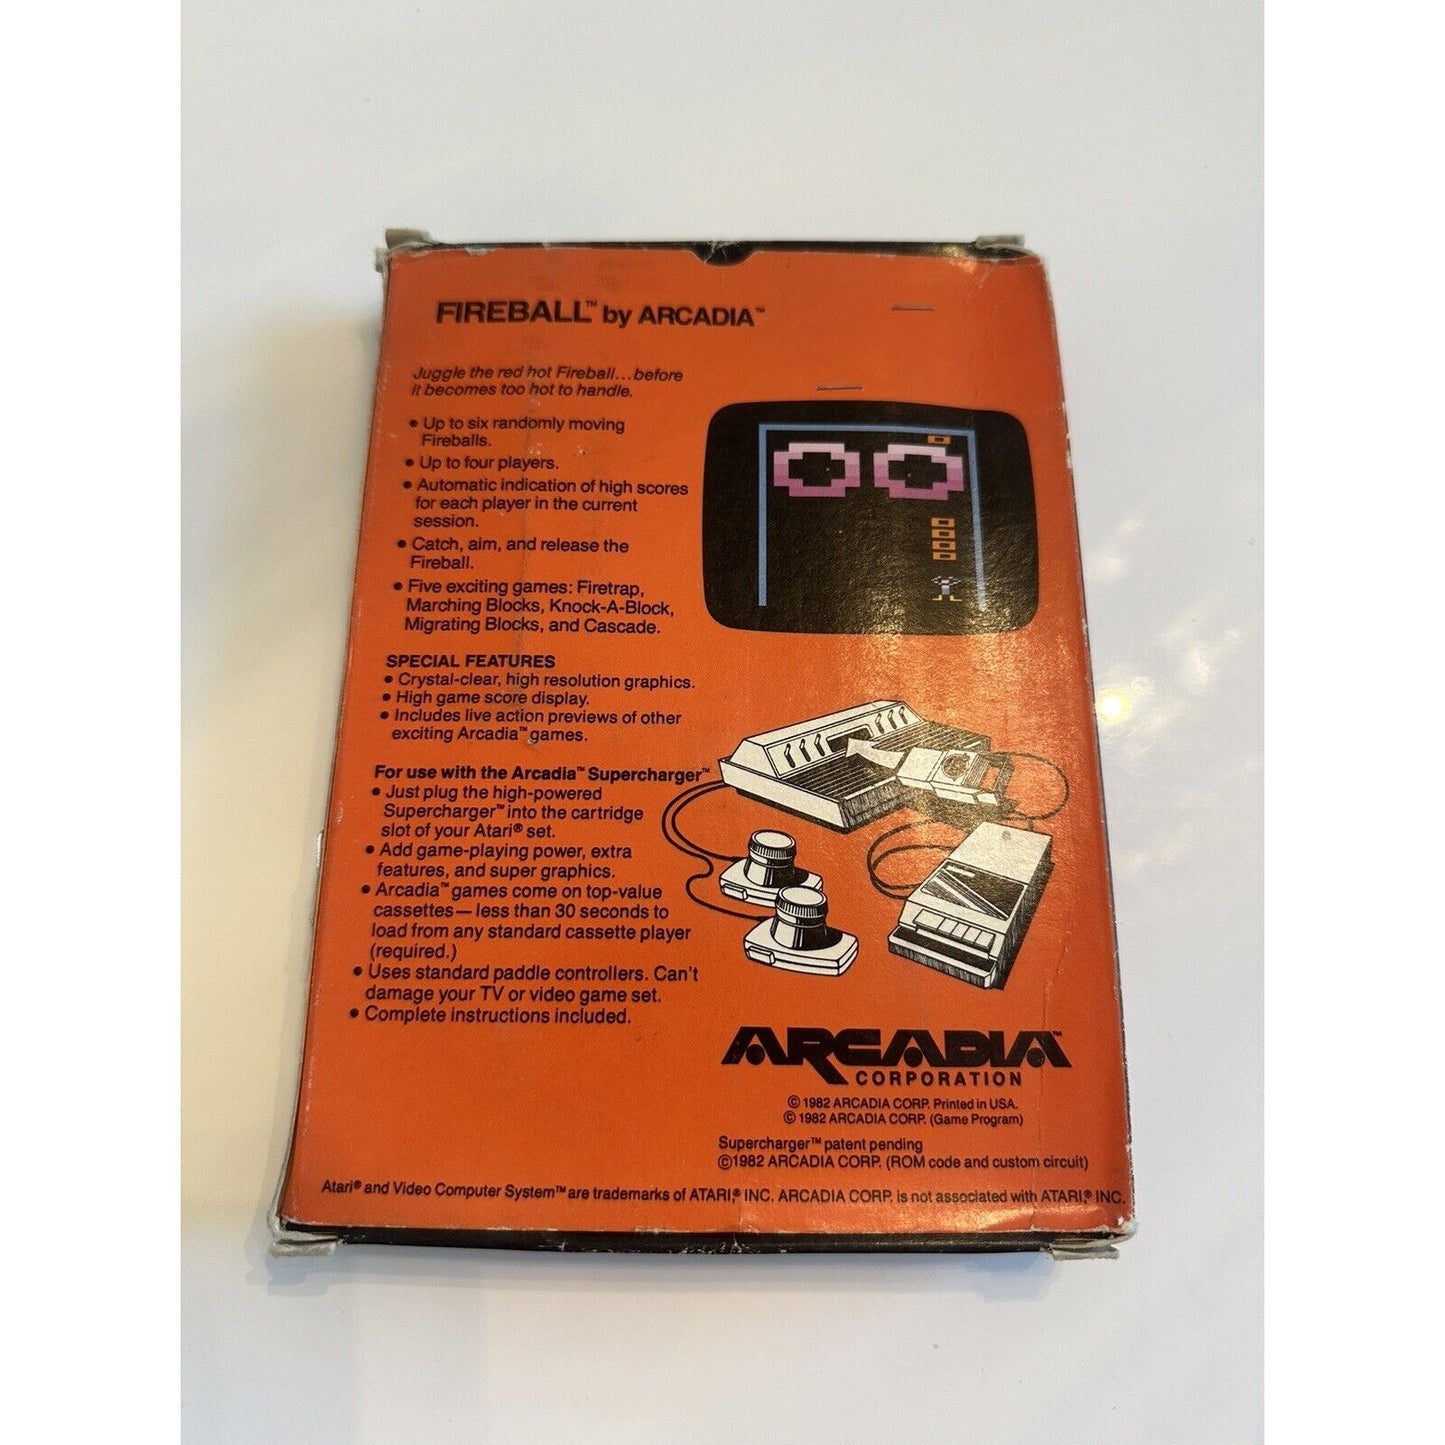 FIREBALL™ by ARCADIA™
Juggle the red hot Fireball...before
it becomes too hot to handle.
• Up to six randomly moving
Fireballs.
• Up to four players.
• Automatic indication of high scores
for each player in the current
session.
• Catch, aim, and release the
Fireball.
• Five exciting games: Firetrap,
Marching Blocks, Knock-A-Block,
Migrating Blocks, and Cascade.
SPECIAL FEATURES
• Crystal-clear, high resolution graphics.
• High game score display.
• Includes live action previews of other
exciting Arcadia™ games.
For use with the Arcadia™ Supercharger™
• Just plug the high-powered
Supercharger™ into the cartridge
slot of your Atari® set.
• Add game-playing power, extra
features, and super graphics.
• Arcadia™ games come on top-value
cassettes—less than 30 seconds to
load from any standard cassette player
(required.)
• Uses standard paddle controllers. Can't
damage your TV or video game set.
• Complete instructions included.
ARCADIA™
CORPORATION
© 1982 ARCADIA CORP. Printed in USA.
© 1982 ARCADIA CORP. (Game Program)
Supercharger™ patent pending
©1982 ARCADIA CORP. (ROM code and custom circuit)
Atari® and Video Computer System™ are trademarks of ATARI,® INC. ARCADIA CORP. is not associated with ATARI,® INC.